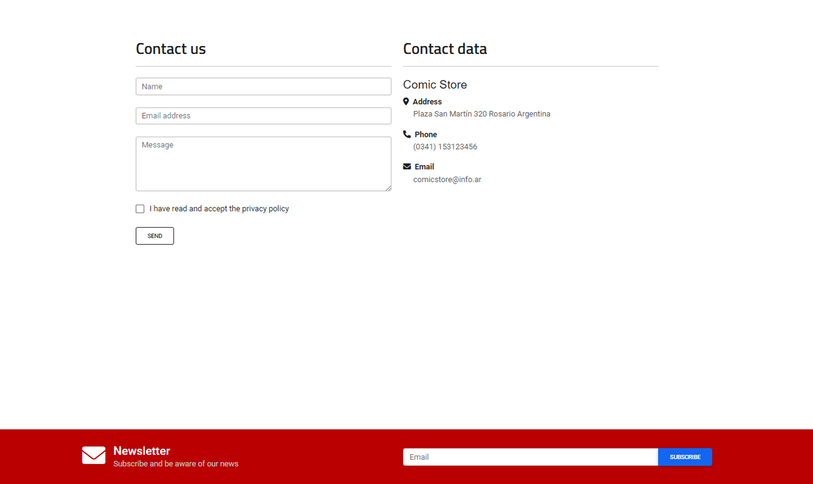 Contact us
Name
Email address
Message
I have read and accept the privacy policy
SEND
Contact data
Comic Store
Address
Plaza San Martín 320 Rosario Argentina
Phone
(0341) 153123456
Email
comicstore@info.ar
Newsletter
Subscribe and be aware of our news
Email
SUBSCRIBE